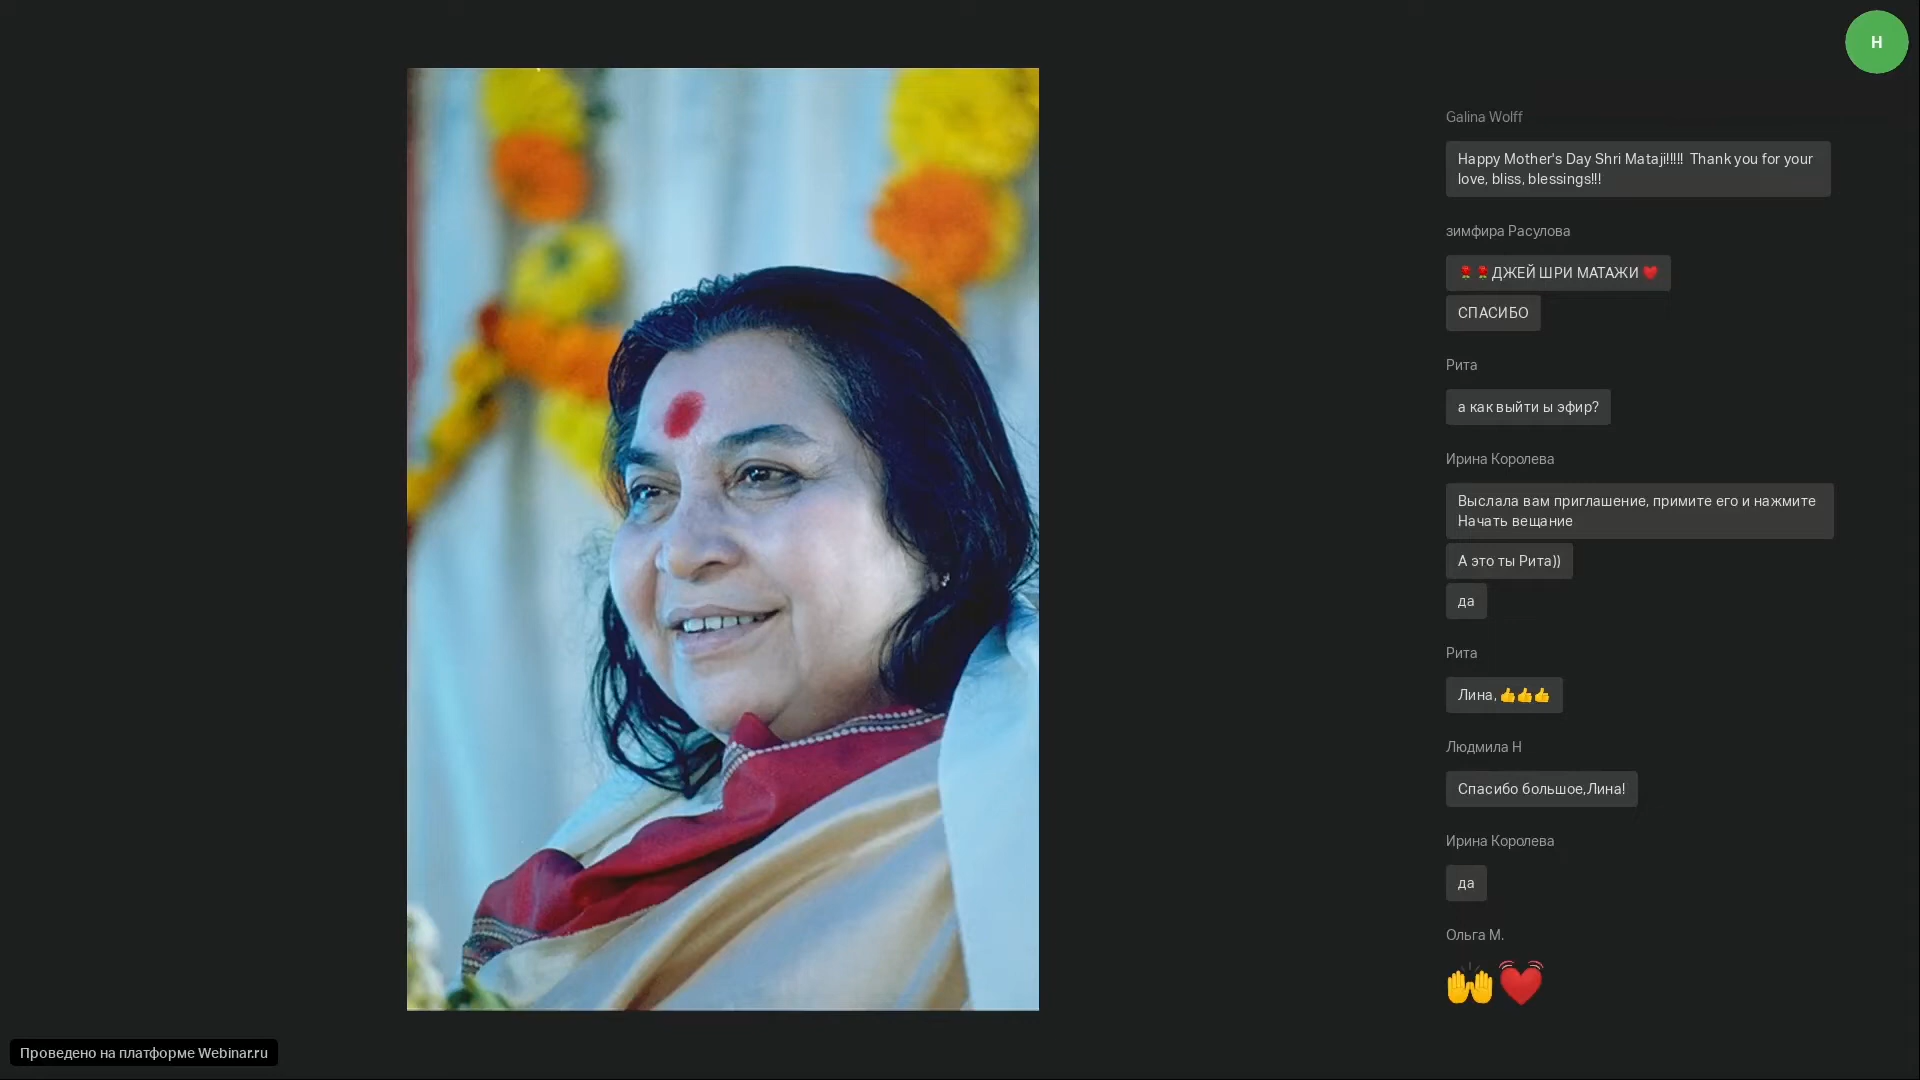 H
Galina Wolff
Happy Mother's Day Shri Mataji!!!!! Thank you for your
love, bliss, blessings!!!
зимфира Расулова
🌹🌹ДЖЕЙ ШРИ МАТАЖИ ❤️
СПАСИБО
Рита
а как выйти ы эфир?
Ирина Королева
Выслала вам приглашение, примите его и нажмите
Начать вещание
А это ты Рита))
да
Рита
Лина, 👍👍👍
Людмила Н
Спасибо большое,Лина!
Ирина Королева
да
Ольга М.
🙌💓
Проведено на платформе Webinar.ru